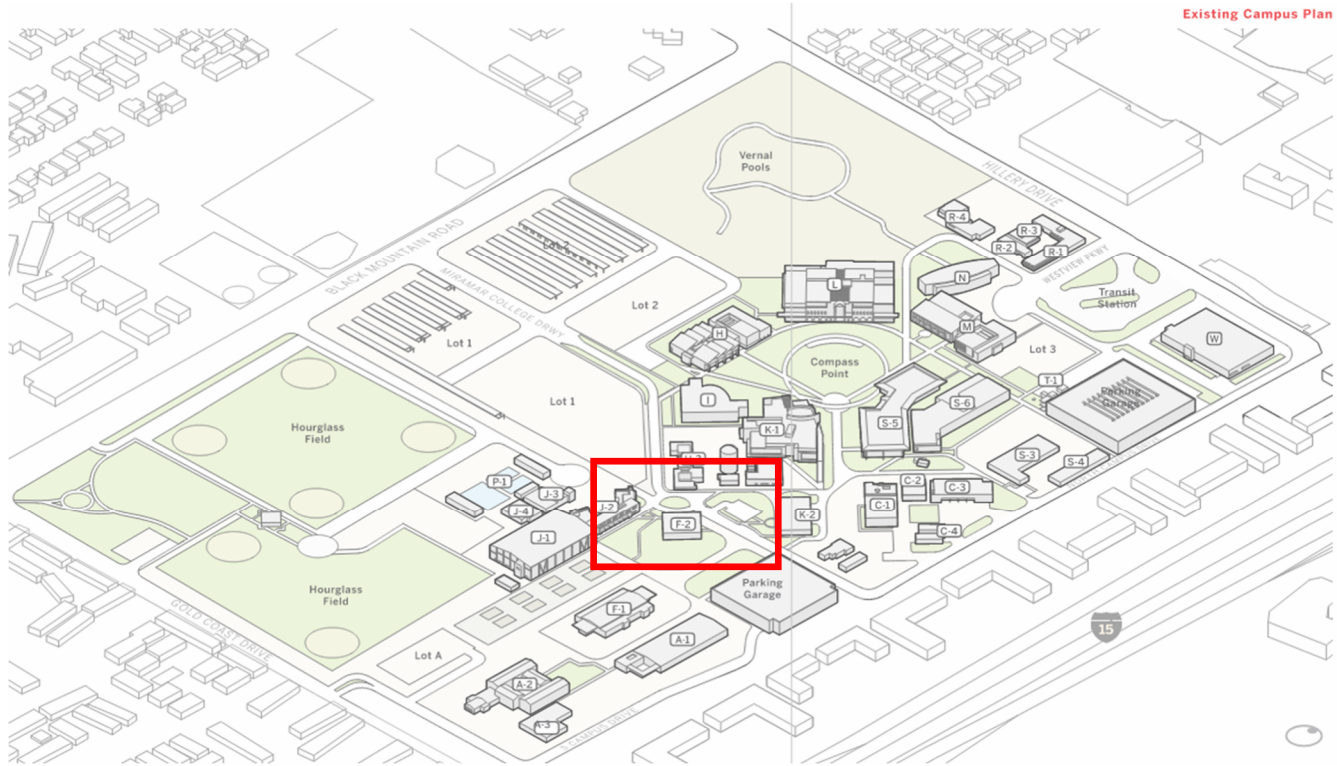 Existing Campus Plan
Vernal
Pools
HILLERY DRIVE
R-4
R-3
R-2
R-1
WESTVIEW PKWY
BLACK MOUNTAIN ROAD
Lot 2
MIRAMAR COLLEGE DRWY
N
L
Transit
Station
Lot 2
H
M
W
Lot 1
Lot 3
Compass
Point
T-1
Parking
Garage
I
Lot 1
S-6
S-5
K-1
Hourglass
Field
S-3
S-4
P-1
C-2
C-3
J-3
J-2
C-1
J-4
K-2
F-2
C-4
J-1
Hourglass
Field
Parking
Garage
F-1
15
GOLD COAST DRIVE
A-1
Lot A
A-2
A-3
S CAMPUS DRIVE